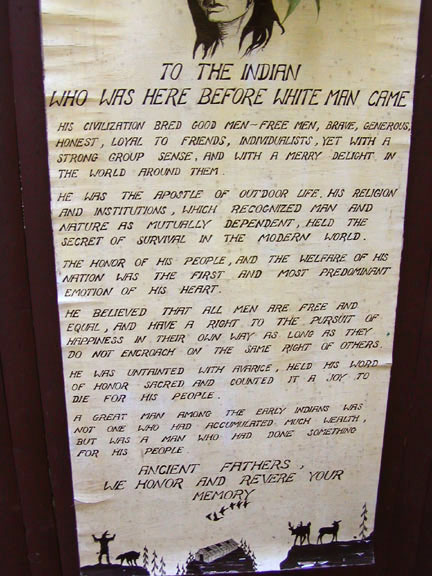 TO THE INDIAN
WHO WAS HERE BEFORE WHITE MAN CAME
HIS CIVILIZATION BRED GOOD MEN-FREE MEN, BRAVE, GENEROUS,
HONEST, LOYAL TO FRIENDS, INDIVIDUALISTS, YET WITH A
STRONG GROUP SENSE, AND WITH A MERRY DELIGHT IN
THE WORLD AROUND THEM.
HE WAS THE APOSTLE OF OUTDOOR LIFE. HIS RELIGION
AND INSTITUTIONS, WHICH RECOGNIZED MAN AND
NATURE AS MUTUALLY DEPENDENT, HELD THE
SECRET OF SURVIVAL IN THE MODERN WORLD.
THE HONOR OF HIS PEOPLE, AND THE WELFARE OF HIS
NATION WAS THE FIRST AND MOST PREDOMINANT
EMOTION OF HIS HEART.
HE BELIEVED THAT ALL MEN ARE FREE AND
EQUAL, AND HAVE A RIGHT TO THE PURSUIT OF
HAPPINESS IN THEIR OWN WAY AS LONG AS THEY
DO NOT ENCROACH ON THE SAME RIGHT OF OTHERS.
HE WAS UNTAINTED WITH AVARICE, HELD HIS WORD
OF HONOR SACRED AND COUNTED IT A JOY TO
DIE FOR HIS PEOPLE.
A GREAT MAN AMONG THE EARLY INDIANS WAS
NOT ONE WHO HAD ACCUMULATED MUCH WEALTH,
BUT WAS A MAN WHO HAD DONE SOMETHING
FOR HIS PEOPLE.
ANCIENT FATHERS,
WE HONOR AND REVERE YOUR
MEMORY